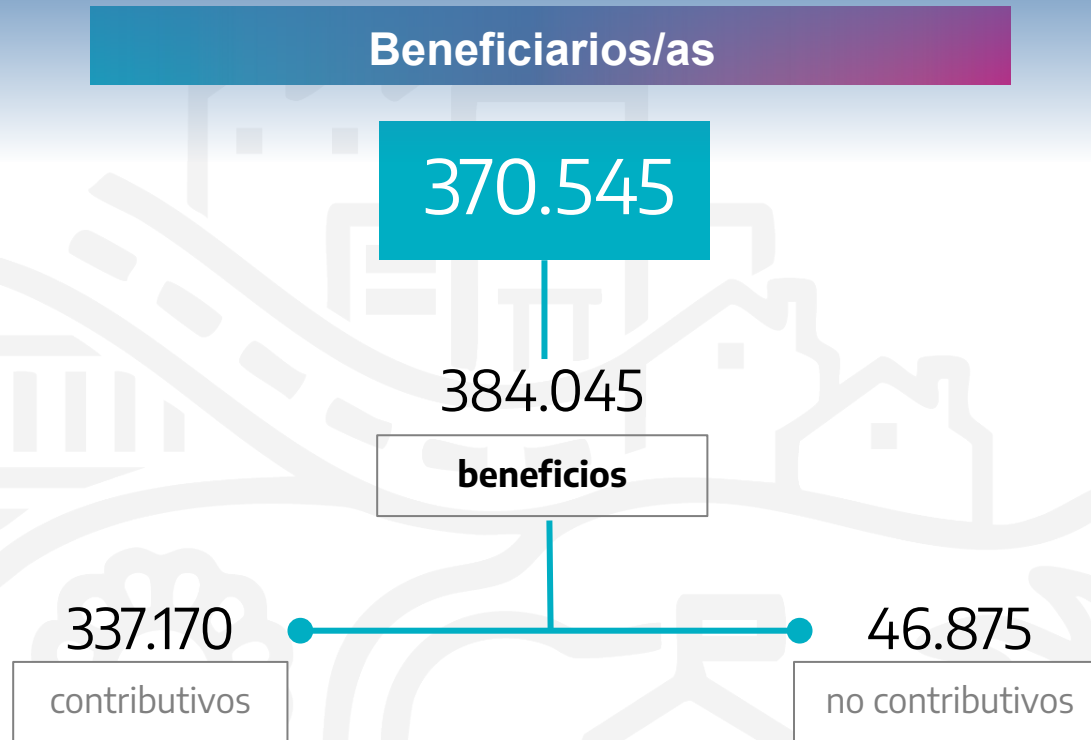 Beneficiarios/as
370.545
384.045
beneficios
337.170
contributivos
46.875
no contributivos